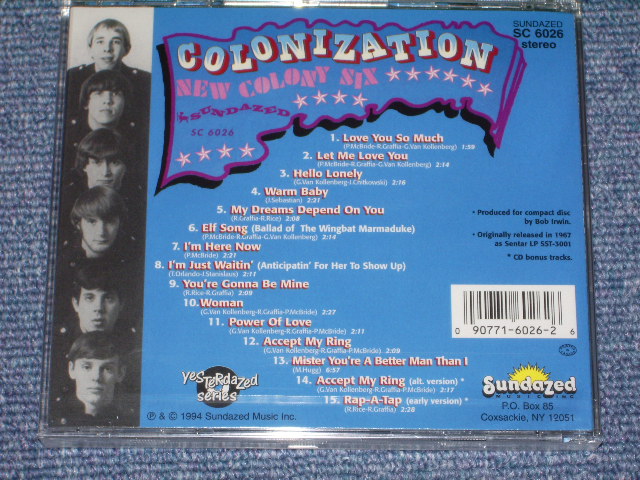 SUNDAZED
SC 6026
stereo
COLONIZATION
NEW COLONY SIX
SUNDAZED
SC 6026
1. Love You So Much
(P.McBride-R.Graffia-G.Van Kollenberg) 1:59
2. Let Me Love You
(P.McBride-R.Graffia-G.Van Kollenberg) 2:14
3. Hello Lonely
(G.Van Kollenberg-J.Chitkowski) 2:16
4. Warm Baby
(J.Sebastian) 2:21
5. My Dreams Depend On You
(R.Graffia-R.Rice) 2:08
6. Elf Song (Ballad of The Wingbat Marmaduke)
(P.McBride-R.Graffia-G.Van Kollenberg) 2:14
7. I'm Here Now
(P.McBride) 2:21
8. I'm Just Waitin' (Anticipatin' For Her To Show Up)
(T.Orlando-J.Stanislaus) 2:11
9. You're Gonna Be Mine
(R.Rice-R.Graffia) 2:09
10. Woman
(G.Van Kollenberg-R.Graffia-P.McBride) 2:27
11. Power Of Love
(G.Van Kollenberg-R.Graffia-P.McBride) 2:11
12. Accept My Ring
(G.Van Kollenberg-R.Graffia-P.McBride) 2:09
13. Mister You're A Better Man Than I
(M.Hugg) 6:57
14. Accept My Ring (alt. version) *
(G.Van Kollenberg-R.Graffia-P.McBride) 2:17
15. Rap-A-Tap (early version) *
(R.Rice-R.Graffia) 2:28
• Produced for compact disc
by Bob Irwin.
• Originally released in 1967
as Sentar LP SST-3001
* CD bonus tracks.
0 90771-6026-2 6
yesterdazed
series
Sundazed
MUSIC INC.
P.O. Box 85
Coxsackie, NY 12051
℗ & © 1994 Sundazed Music Inc.